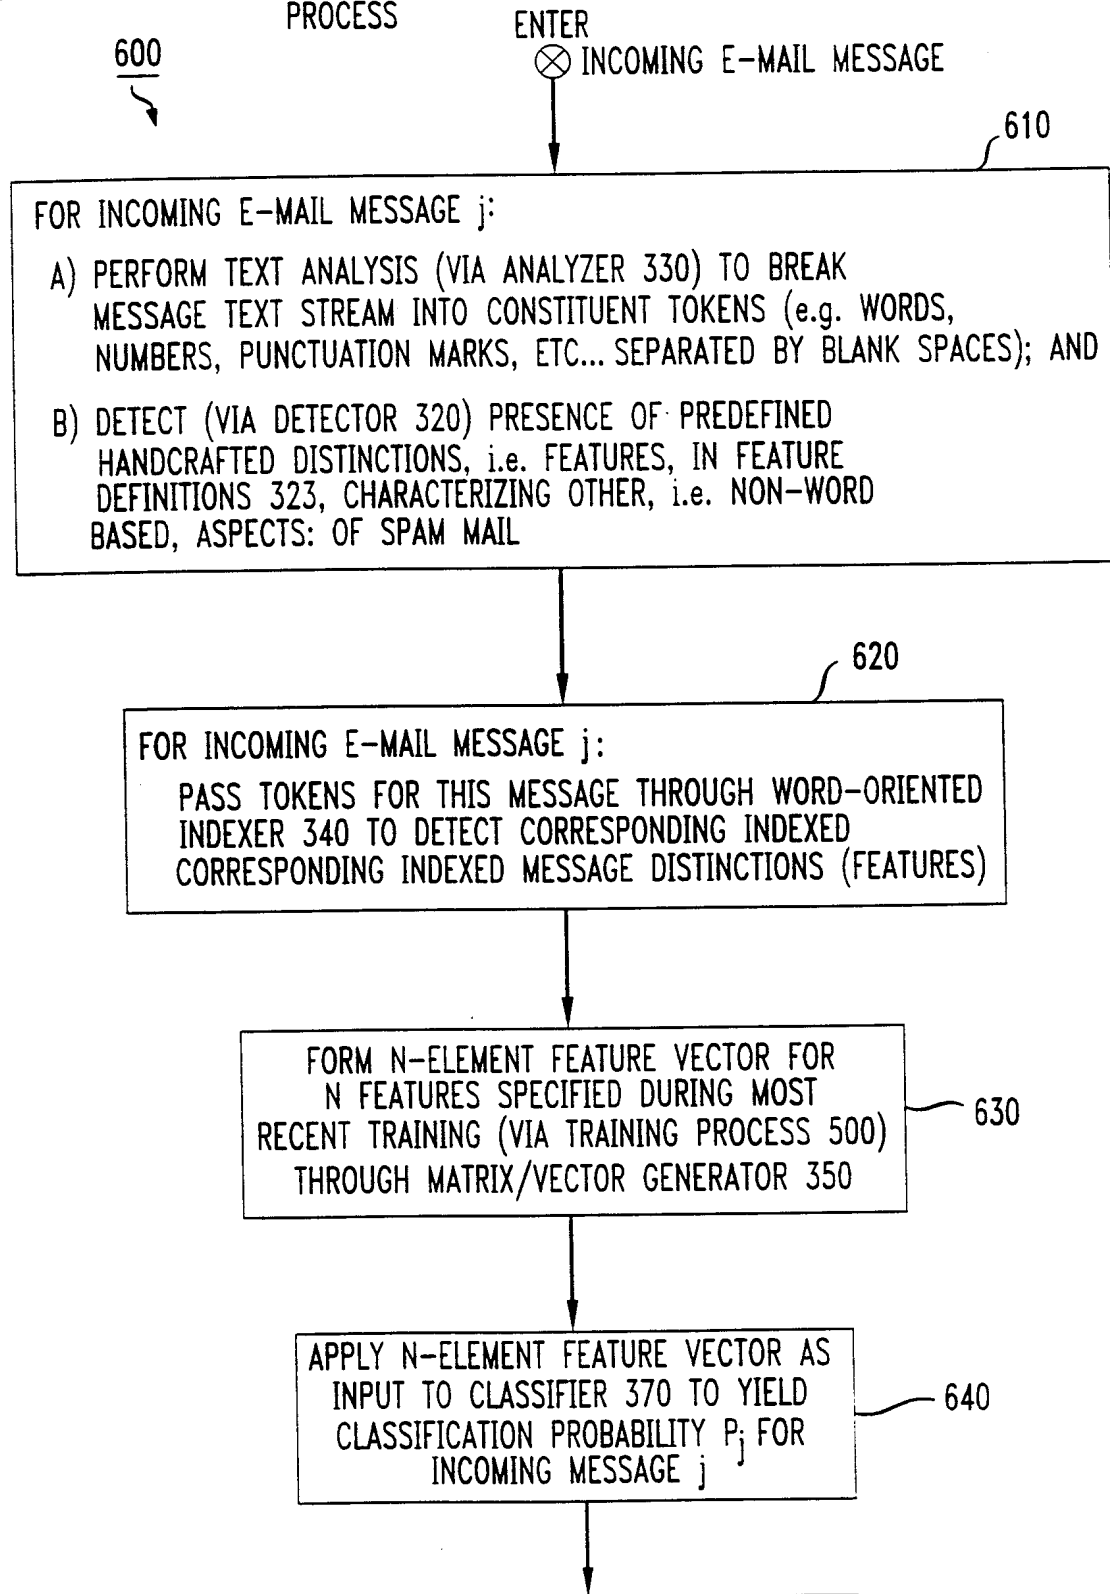 PROCESS
600
ENTER
INCOMING E-MAIL MESSAGE
610
FOR INCOMING E-MAIL MESSAGE j:
A) PERFORM TEXT ANALYSIS (VIA ANALYZER 330) TO BREAK
MESSAGE TEXT STREAM INTO CONSTITUENT TOKENS (e.g. WORDS,
NUMBERS, PUNCTUATION MARKS, ETC... SEPARATED BY BLANK SPACES); AND
B) DETECT (VIA DETECTOR 320) PRESENCE OF PREDEFINED
HANDCRAFTED DISTINCTIONS, i.e. FEATURES, IN FEATURE
DEFINITIONS 323, CHARACTERIZING OTHER, i.e. NON-WORD
BASED, ASPECTS: OF SPAM MAIL
620
FOR INCOMING E-MAIL MESSAGE j:
PASS TOKENS FOR THIS MESSAGE THROUGH WORD-ORIENTED
INDEXER 340 TO DETECT CORRESPONDING INDEXED
CORRESPONDING INDEXED MESSAGE DISTINCTIONS (FEATURES)
FORM N-ELEMENT FEATURE VECTOR FOR
N FEATURES SPECIFIED DURING MOST
RECENT TRAINING (VIA TRAINING PROCESS 500)
THROUGH MATRIX/VECTOR GENERATOR 350
630
APPLY N-ELEMENT FEATURE VECTOR AS
INPUT TO CLASSIFIER 370 TO YIELD
CLASSIFICATION PROBABILITY Pj FOR
INCOMING MESSAGE j
640